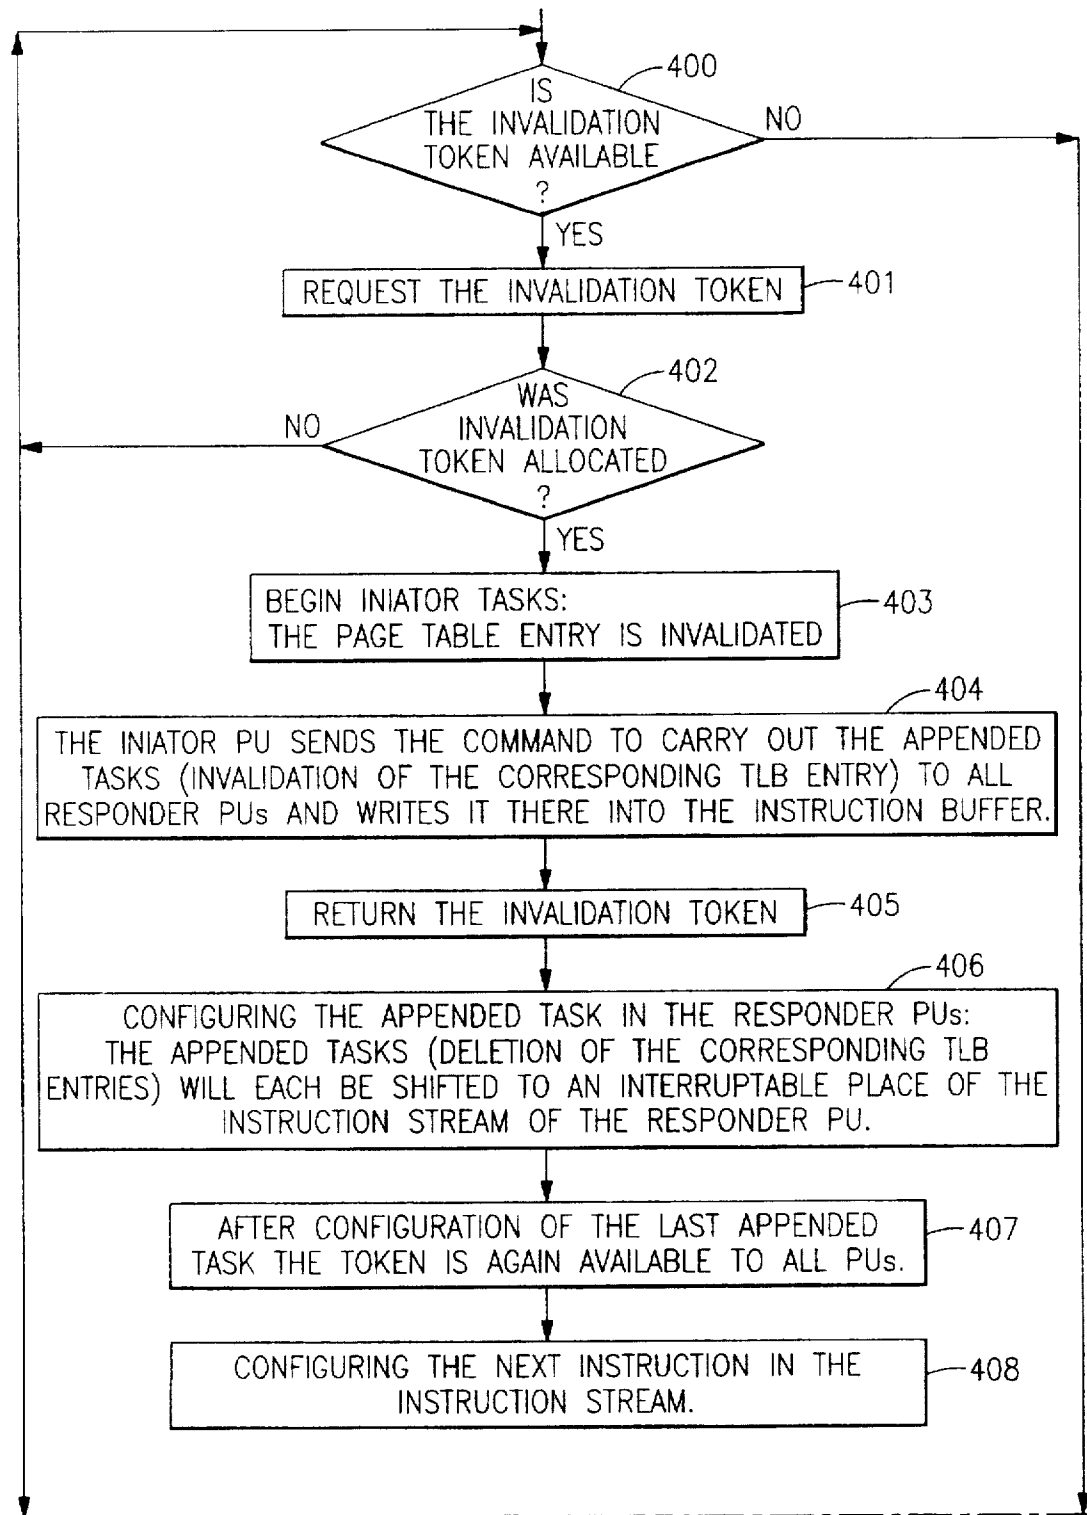 400
IS
THE INVALIDATION
TOKEN AVAILABLE
?
NO
YES
REQUEST THE INVALIDATION TOKEN
401
402
WAS
INVALIDATION
TOKEN ALLOCATED
?
NO
YES
BEGIN INIATOR TASKS:
THE PAGE TABLE ENTRY IS INVALIDATED
403
404
THE INIATOR PU SENDS THE COMMAND TO CARRY OUT THE APPENDED
TASKS (INVALIDATION OF THE CORRESPONDING TLB ENTRY) TO ALL
RESPONDER PUs AND WRITES IT THERE INTO THE INSTRUCTION BUFFER.
RETURN THE INVALIDATION TOKEN
405
406
CONFIGURING THE APPENDED TASK IN THE RESPONDER PUs:
THE APPENDED TASKS (DELETION OF THE CORRESPONDING TLB
ENTRIES) WILL EACH BE SHIFTED TO AN INTERRUPTABLE PLACE OF THE
INSTRUCTION STREAM OF THE RESPONDER PU.
AFTER CONFIGURATION OF THE LAST APPENDED
TASK THE TOKEN IS AGAIN AVAILABLE TO ALL PUs.
407
CONFIGURING THE NEXT INSTRUCTION IN THE
INSTRUCTION STREAM.
408